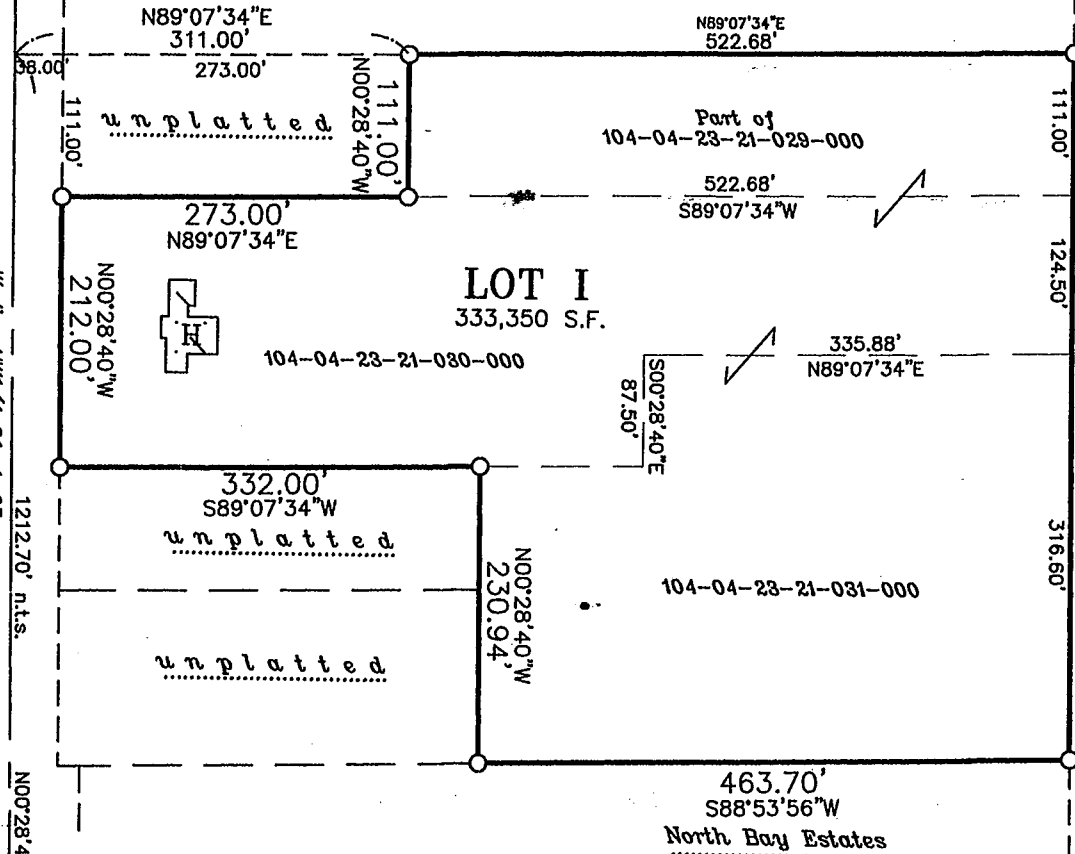 N89°07'34"E
311.00'
38.00'
273.00'
N89°07'34"E
522.68'
unplatted
111.00'
111.00'
N00°28'40"W
Part of
104-04-23-21-029-000
111.00'
522.68'
S89°07'34"W
273.00'
N89°07'34"E
124.50'
LOT 1
333,350 S.F.
N00°28'40"W
212.00'
H
104-04-23-21-030-000
335.88'
N89°07'34"E
S00°28'40"E
87.50'
332.00'
S89°07'34"W
unplatted
1212.70' n.t.s.
N00°28'40"W
230.94'
316.60'
104-04-23-21-031-000
unplatted
463.70'
S88°53'56"W
N00°28'4
North Bay Estates